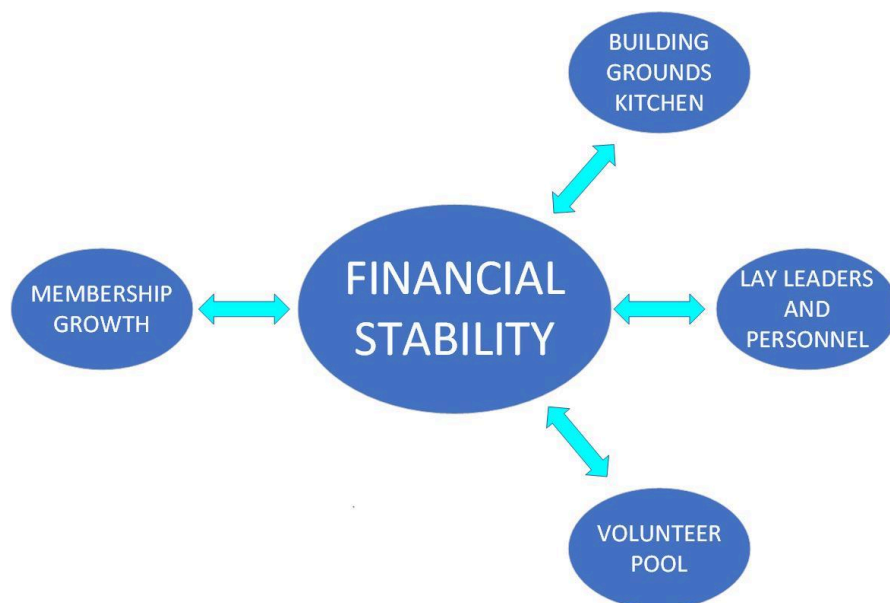 BUILDING
GROUNDS
KITCHEN
FINANCIAL
STABILITY
MEMBERSHIP
GROWTH
LAY LEADERS
AND
PERSONNEL
VOLUNTEER
POOL